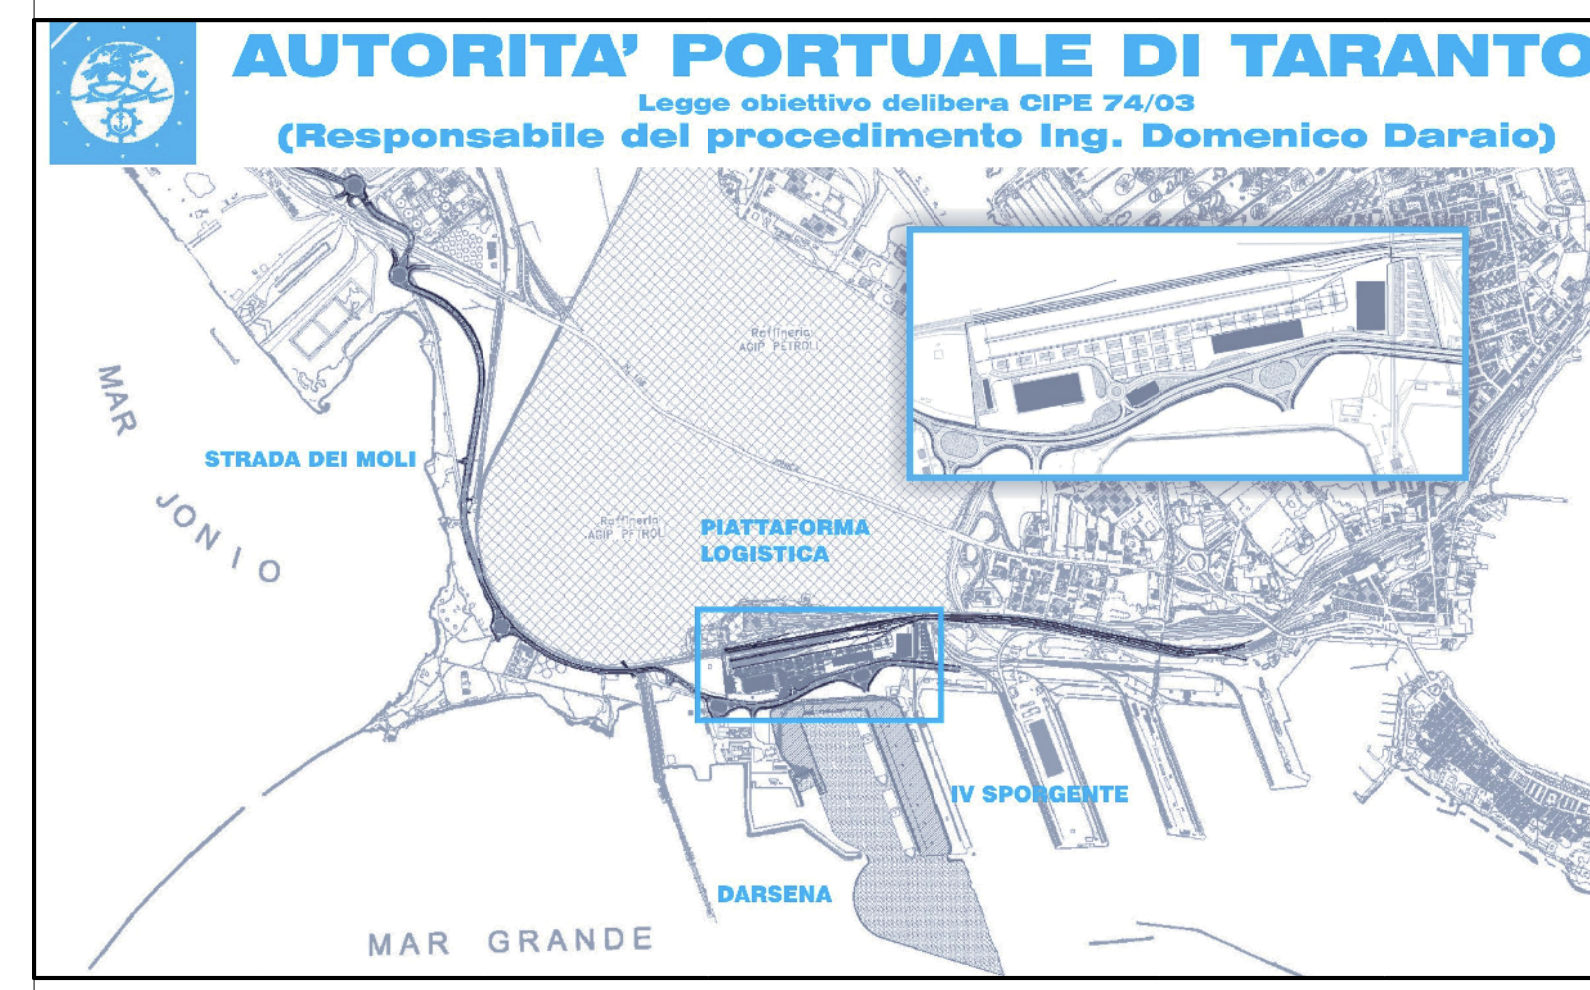 AUTORITA' PORTUALE DI TARANTO
Legge obiettivo delibera CIPE 74/03
(Responsabile del procedimento Ing. Domenico Daraio)
Raffineria
AGIP PETROLI
MAR
JONIO
STRADA DEI MOLI
Raffineria
AGIP PETROLI
PIATTAFORMA
LOGISTICA
IV SPORGENTE
DARSENA
MAR GRANDE